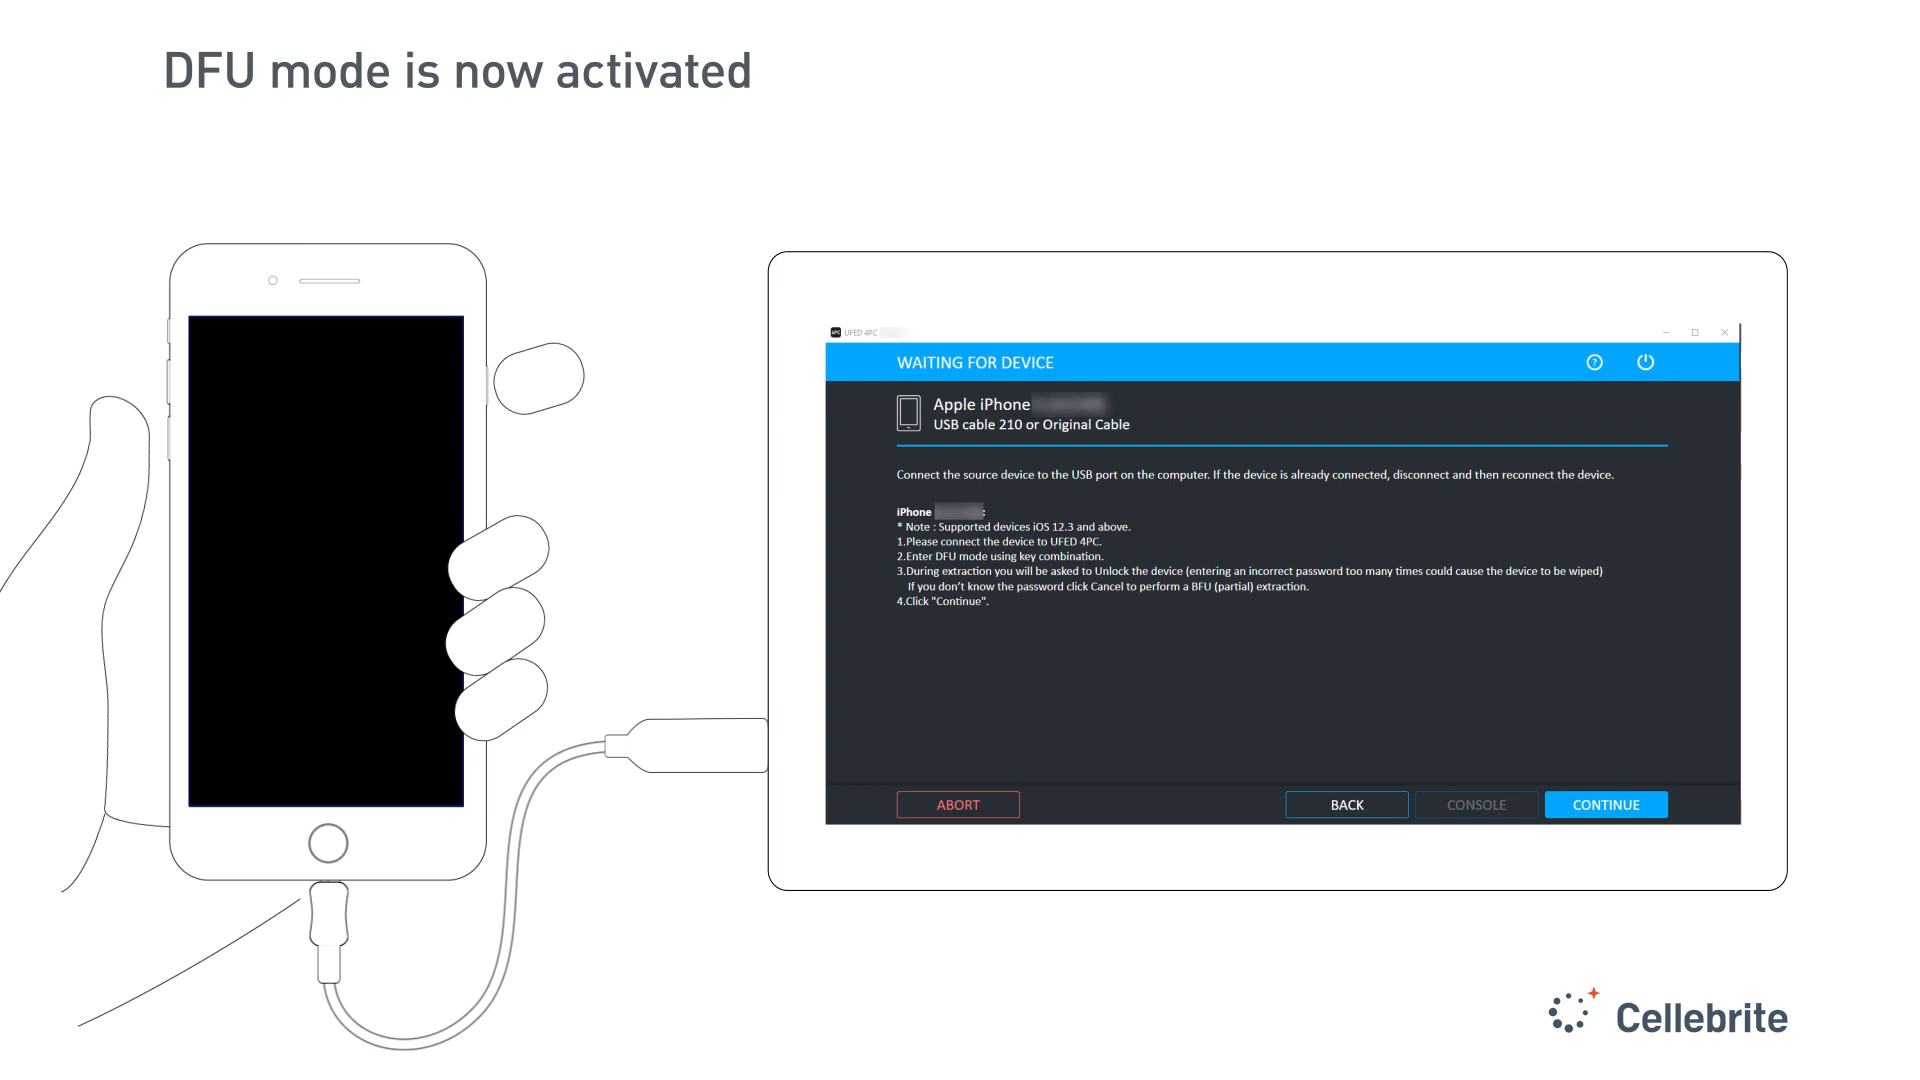 DFU mode is now activated
4PC UFED 4PC
WAITING FOR DEVICE
?
Apple iPhone
USB cable 210 or Original Cable
Connect the source device to the USB port on the computer. If the device is already connected, disconnect and then reconnect the device.
iPhone :
* Note : Supported devices iOS 12.3 and above.
1.Please connect the device to UFED 4PC.
2.Enter DFU mode using key combination.
3.During extraction you will be asked to Unlock the device (entering an incorrect password too many times could cause the device to be wiped)
If you don't know the password click Cancel to perform a BFU (partial) extraction.
4.Click "Continue".
ABORT
BACK
CONSOLE
CONTINUE
Cellebrite